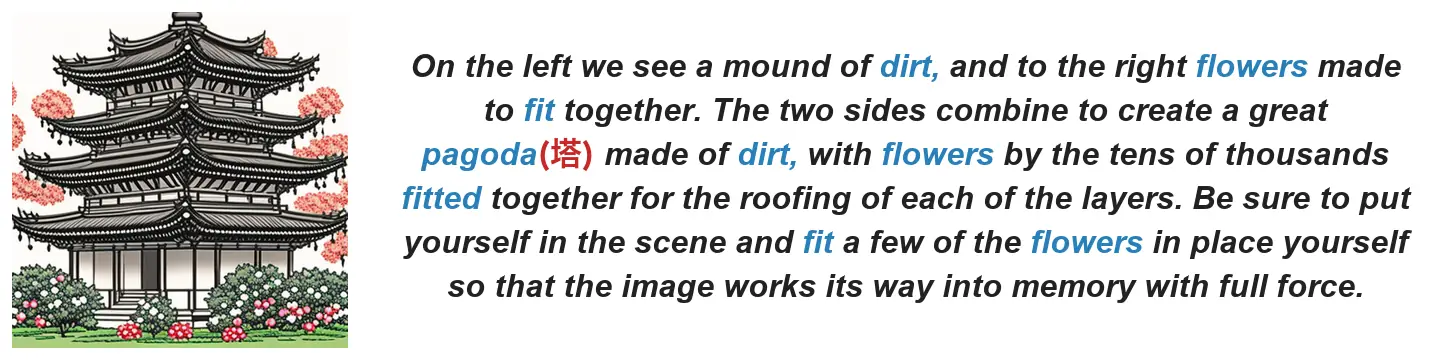 On the left we see a mound of dirt, and to the right flowers made
to fit together. The two sides combine to create a great
pagoda(塔) made of dirt, with flowers by the tens of thousands
fitted together for the roofing of each of the layers. Be sure to put
yourself in the scene and fit a few of the flowers in place yourself
so that the image works its way into memory with full force.